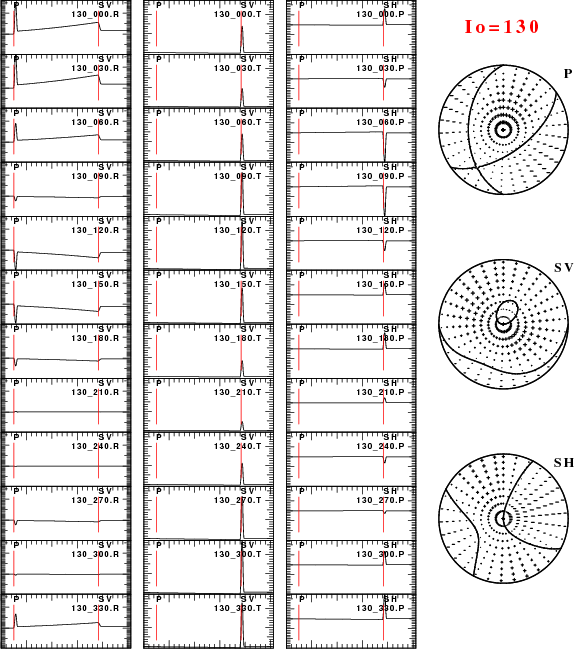 P SV
130_000.R
P SV
130_030.R
P SV
130_060.R
P SV
130_090.R
P SV
130_120.R
P SV
130_150.R
P SV
130_180.R
P SV
130_210.R
P SV
130_240.R
P SV
130_270.R
P SV
130_300.R
P SV
130_330.R
P SV
130_000.T
P SV
130_030.T
P SV
130_060.T
P SV
130_090.T
P SV
130_120.T
P SV
130_150.T
P SV
130_180.T
P SV
130_210.T
P SV
130_240.T
P SV
130_270.T
P SV
130_300.T
P SV
130_330.T
P SH
130_000.P
P SH
130_030.P
P SH
130_060.P
P SH
130_090.P
P SH
130_120.P
P SH
130_150.P
P SH
130_180.P
P SH
130_210.P
P SH
130_240.P
P SH
130_270.P
P SH
130_300.P
P SH
130_330.P
Io=130
P
SV
SH